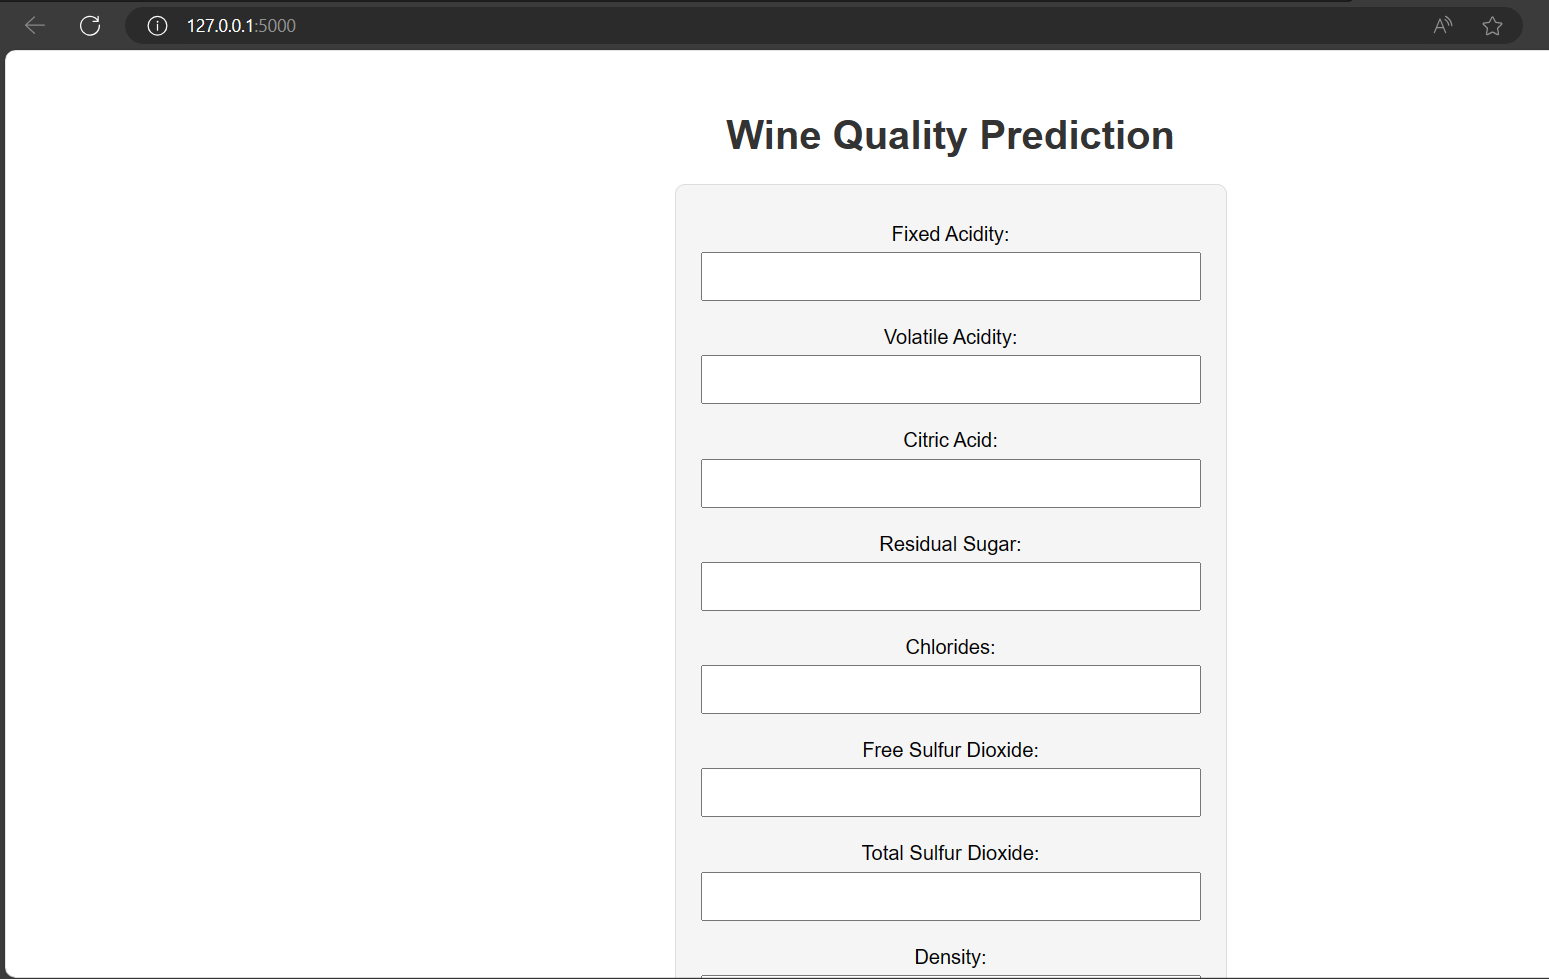 127.0.0.1:5000
Wine Quality Prediction
Fixed Acidity:
Volatile Acidity:
Citric Acid:
Residual Sugar:
Chlorides:
Free Sulfur Dioxide:
Total Sulfur Dioxide:
Density: